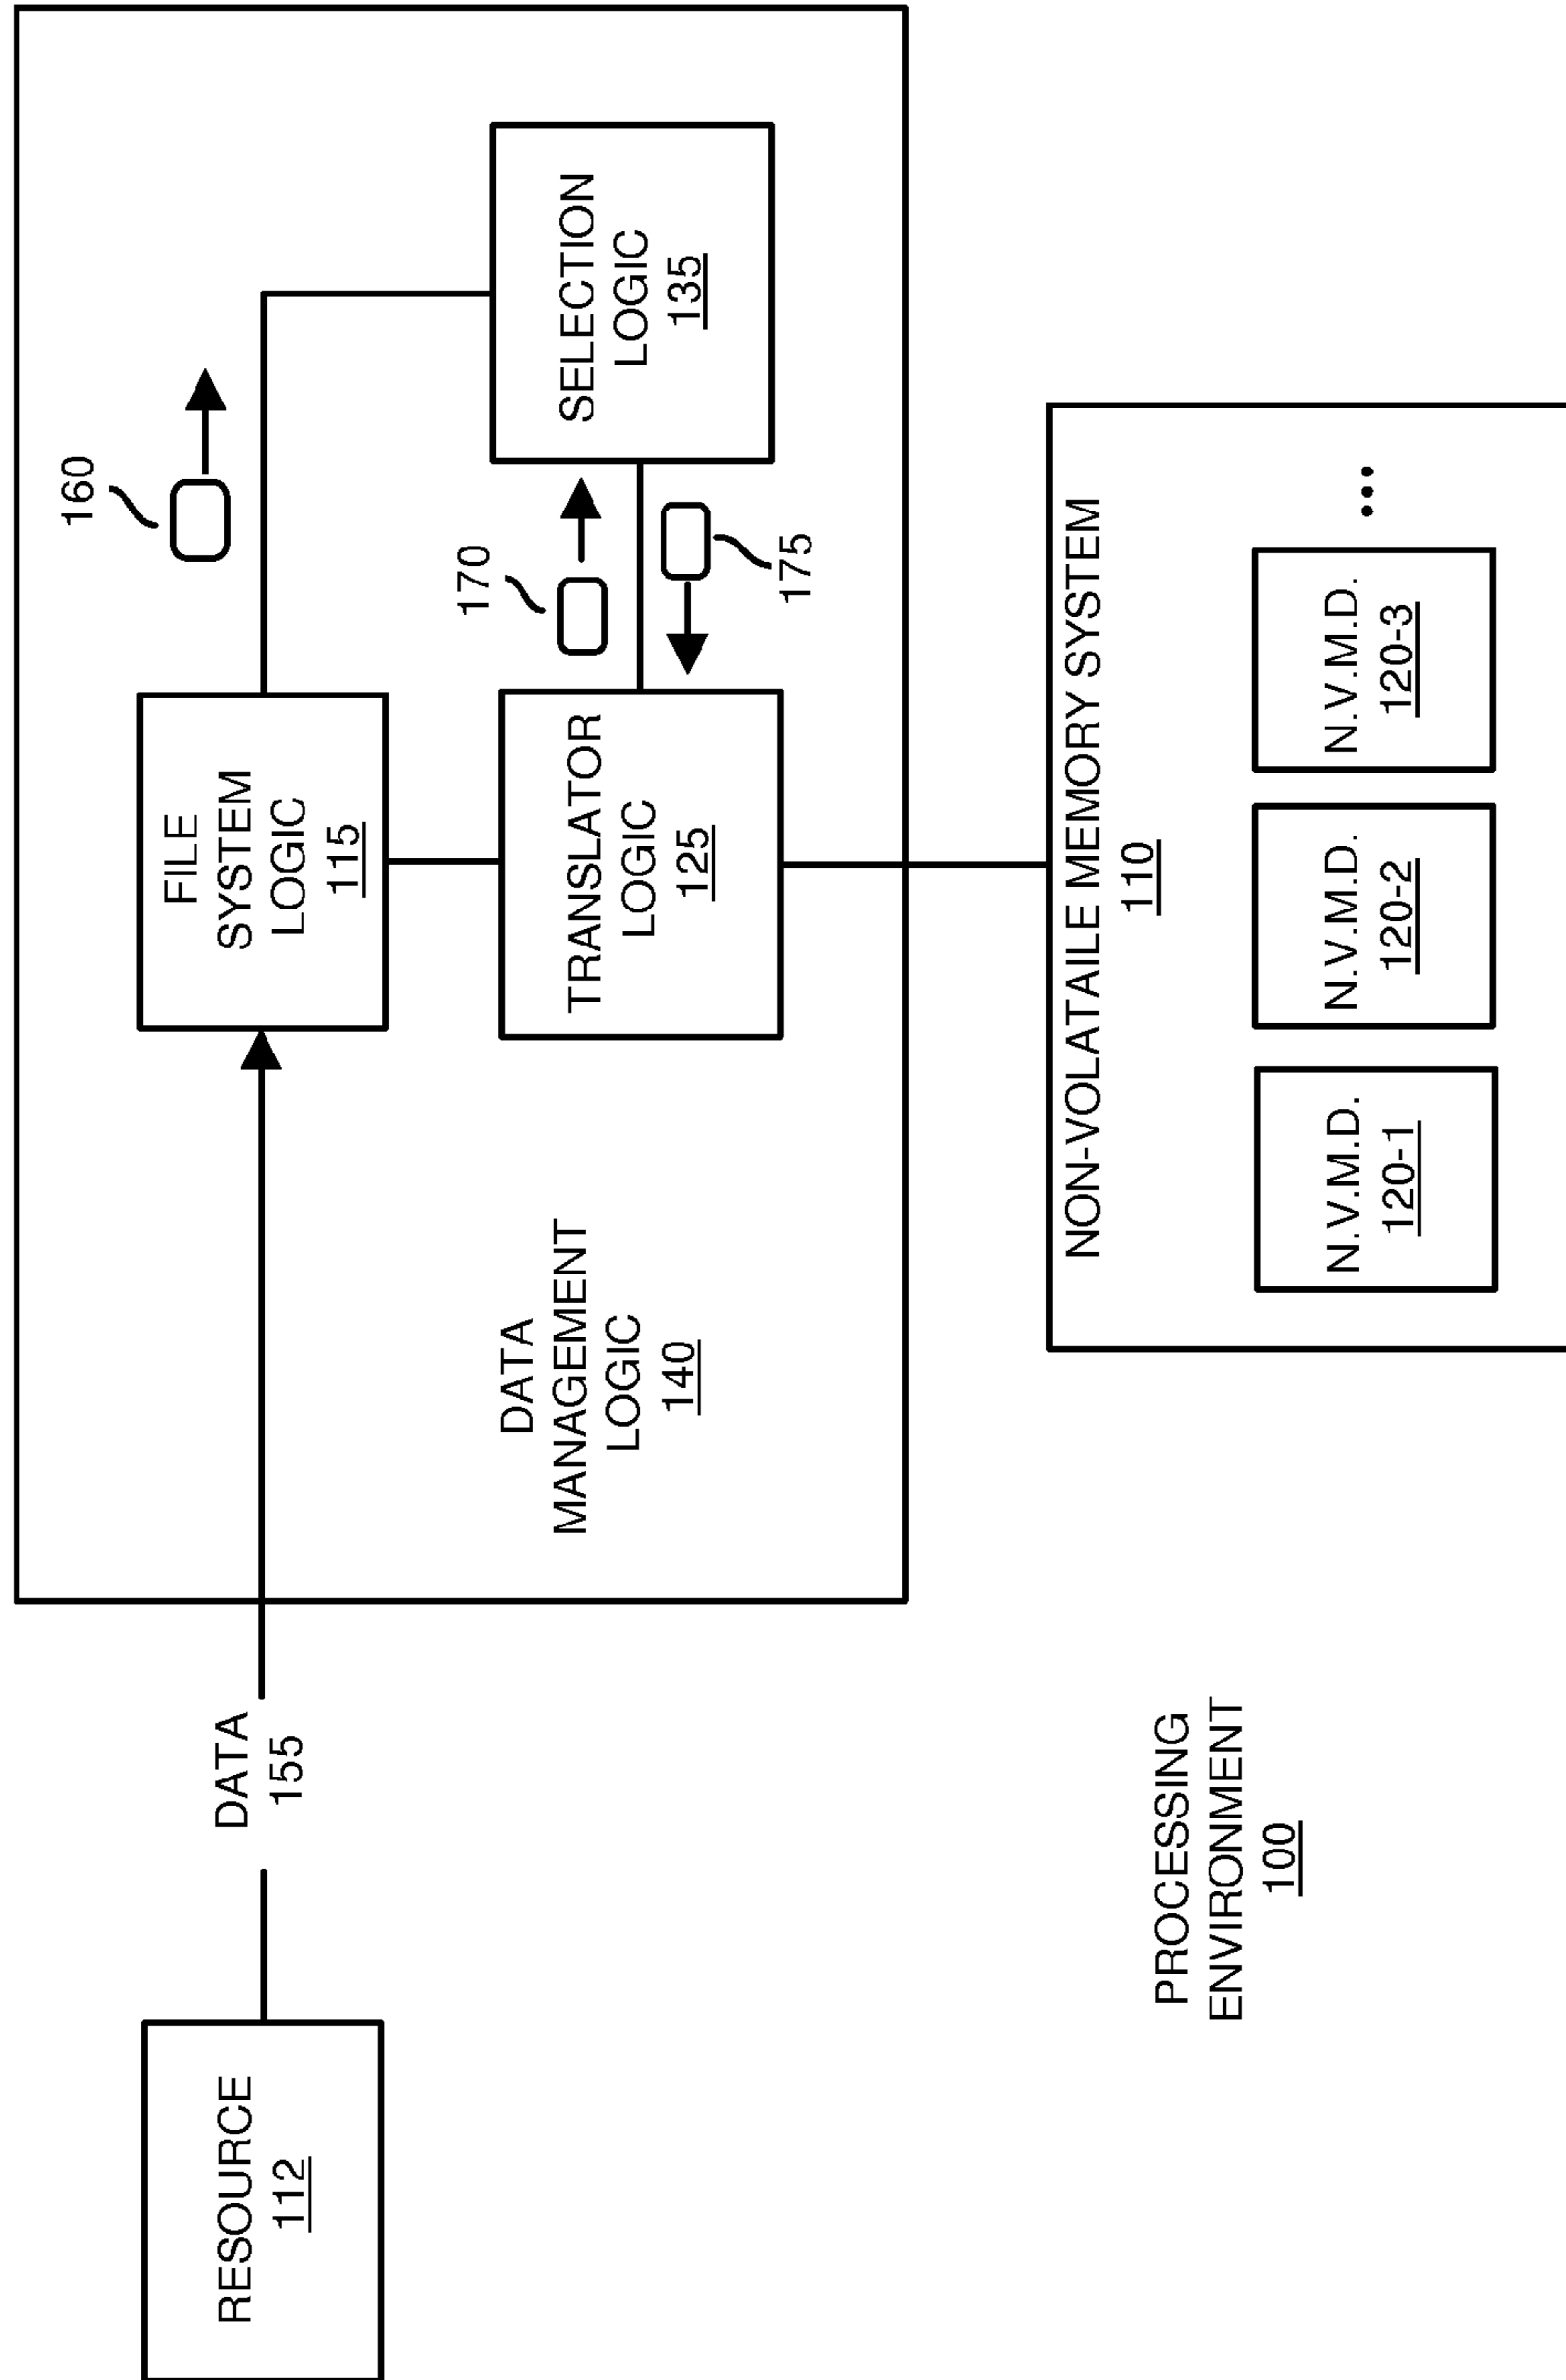 160
FILE
SYSTEM
LOGIC
115
DATA
155
RESOURCE
112
170
SELECTION
LOGIC
135
TRANSLATOR
LOGIC
125
175
DATA
MANAGEMENT
LOGIC
140
NON-VOLATAILE MEMORY SYSTEM
110
N.V.M.D.
120-1
N.V.M.D.
120-2
N.V.M.D.
120-3
...
PROCESSING
ENVIRONMENT
100